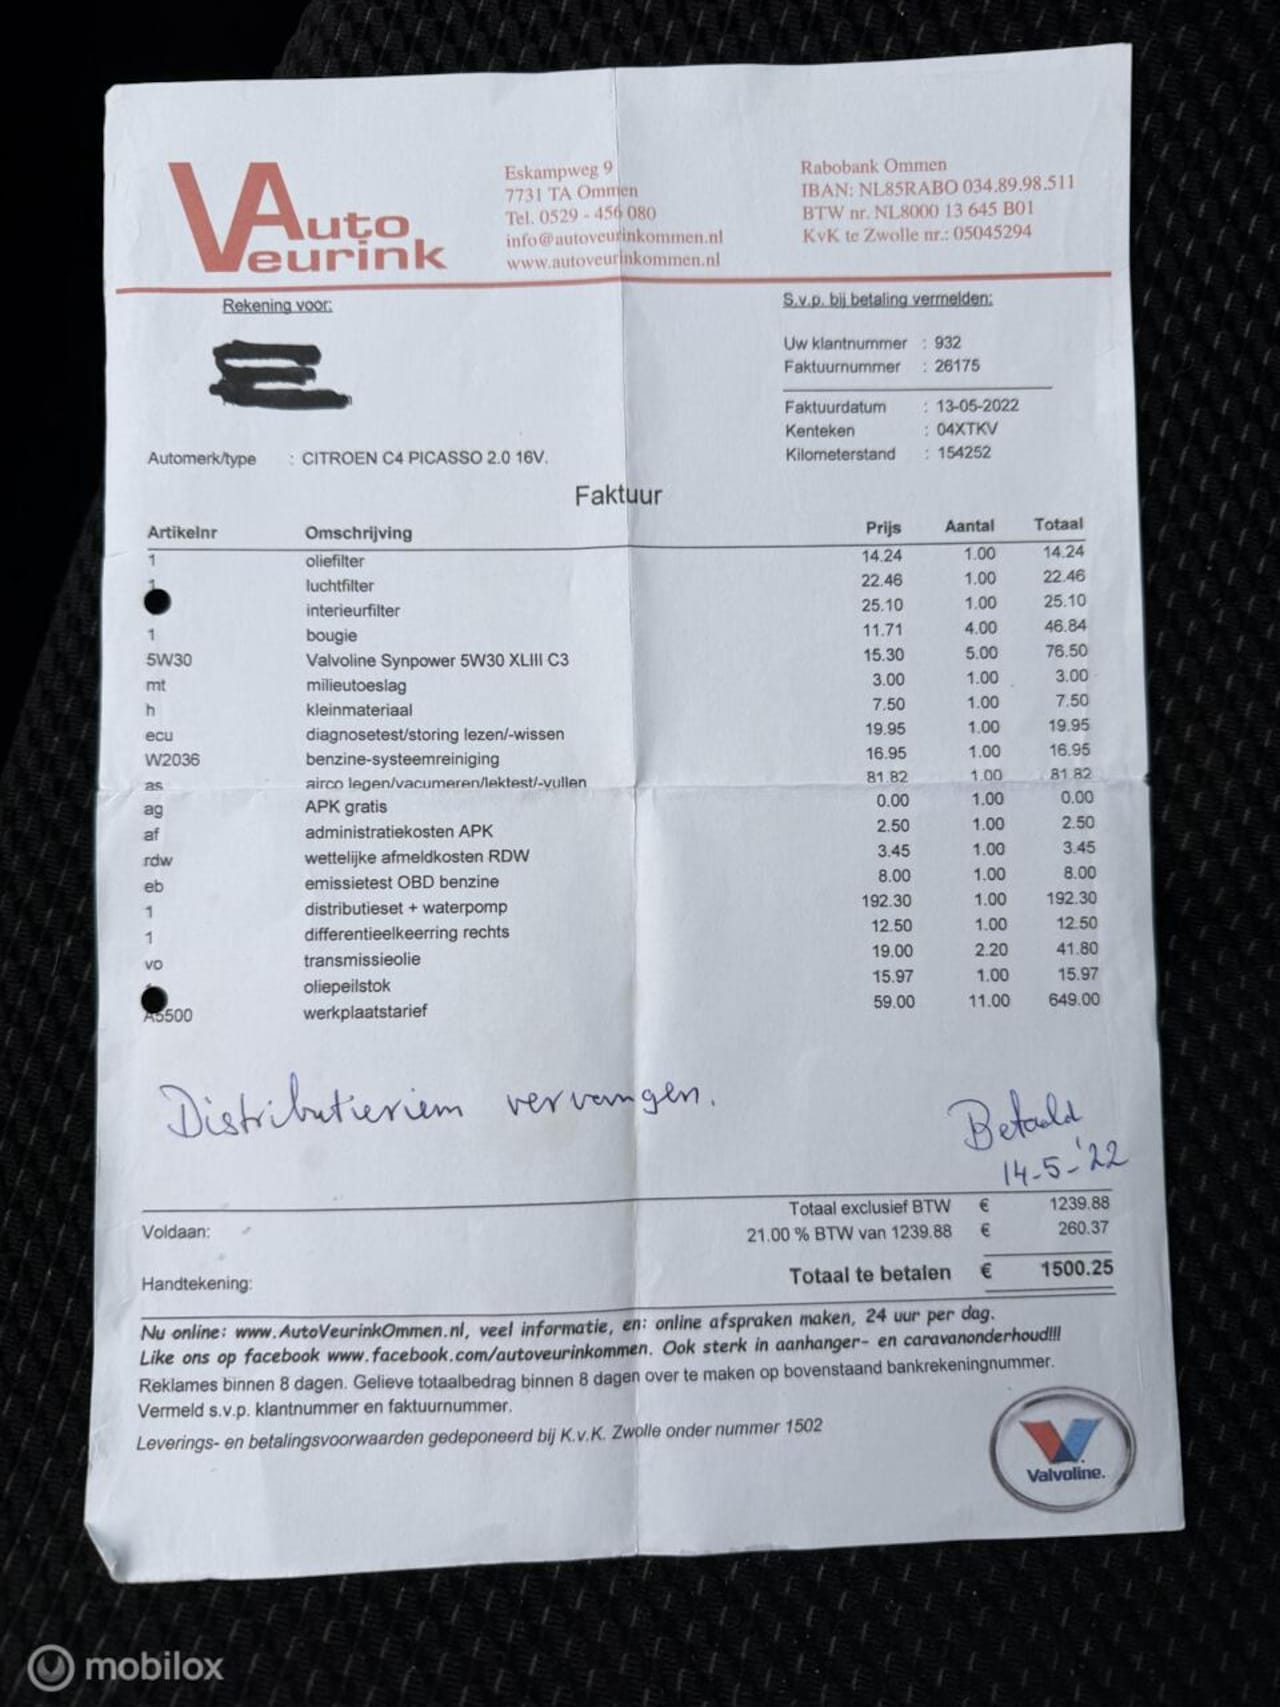 Auto Veurink
Eskampweg 9
7731 TA Ommen
Tel. 0529 - 456 080
info@autoveurinkommen.nl
www.autoveurinkommen.nl
Rabobank Ommen
IBAN: NL85RABO 034.89.98.511
BTW nr. NL8000 13 645 B01
KvK te Zwolle nr.: 05045294
Rekening voor:
S.v.p. bij betaling vermelden:
Uw klantnummer : 932
Faktuurnummer : 26175
Faktuurdatum : 13-05-2022
Kenteken : 04XTKV
Kilometerstand : 154252
Automerk/type : CITROEN C4 PICASSO 2.0 16V.
Faktuur
Artikelnr Omschrijving Prijs Aantal Totaal
1 oliefilter 14.24 1.00 14.24
1 luchtfilter 22.46 1.00 22.46
interieurfilter 25.10 1.00 25.10
1 bougie 11.71 4.00 46.84
5W30 Valvoline Synpower 5W30 XLIII C3 15.30 5.00 76.50
mt milieutoeslag 3.00 1.00 3.00
h kleinmateriaal 7.50 1.00 7.50
ecu diagnosetest/storing lezen/-wissen 19.95 1.00 19.95
W2036 benzine-systeemreiniging 16.95 1.00 16.95
as airco legen/vacumeren/lektest/-vullen 81.82 1.00 81.82
ag APK gratis 0.00 1.00 0.00
af administratiekosten APK 2.50 1.00 2.50
rdw wettelijke afmeldkosten RDW 3.45 1.00 3.45
eb emissietest OBD benzine 8.00 1.00 8.00
1 distributieset + waterpomp 192.30 1.00 192.30
1 differentieelkeerring rechts 12.50 1.00 12.50
vo transmissieolie 19.00 2.20 41.80
oliepeilstok 15.97 1.00 15.97
A5500 werkplaatstarief 59.00 11.00 649.00
Distributieriem vervangen.
Betaald
14-5-'22
Totaal exclusief BTW € 1239.88
Voldaan: 21.00 % BTW van 1239.88 € 260.37
Handtekening: Totaal te betalen € 1500.25
Nu online: www.AutoVeurinkOmmen.nl, veel informatie, en: online afspraken maken, 24 uur per dag.
Like ons op facebook www.facebook.com/autoveurinkommen. Ook sterk in aanhanger- en caravanonderhoud!!!
Reklames binnen 8 dagen. Gelieve totaalbedrag binnen 8 dagen over te maken op bovenstaand bankrekeningnummer.
Vermeld s.v.p. klantnummer en faktuurnummer.
Leverings- en betalingsvoorwaarden gedeponeerd bij K.v.K. Zwolle onder nummer 1502
Valvoline.
mobilox